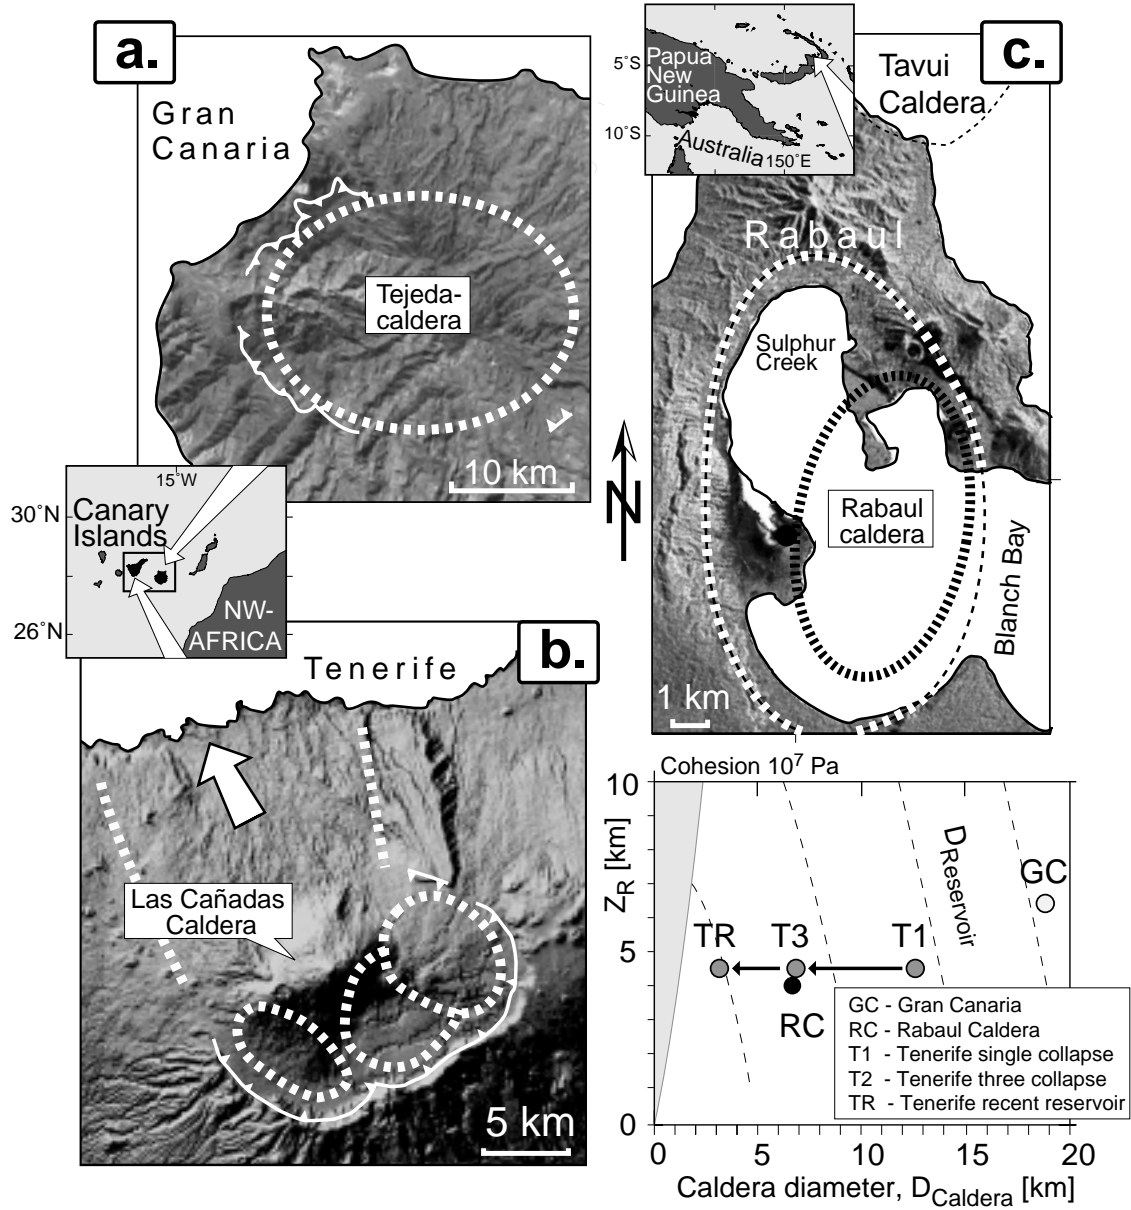 a.
Gran
Canaria
Tejeda-
caldera
10 km
15°W
30°N
Canary
Islands
26°N
NW-
AFRICA
b.
Tenerife
Las Cañadas
Caldera
5 km
N
c.
Papua
New
Guinea
5°S
10°S
Australia
150°E
Tavui
Caldera
Rabaul
Sulphur
Creek
Rabaul
caldera
Blanch Bay
1 km
Cohesion 10⁷ Pa
10
Z_R [km]
5
0
D_Reservoir
GC
TR
T3
T1
RC
GC - Gran Canaria
RC - Rabaul Caldera
T1 - Tenerife single collapse
T2 - Tenerife three collapse
TR - Tenerife recent reservoir
0 5 10 15 20
Caldera diameter, D_Caldera [km]